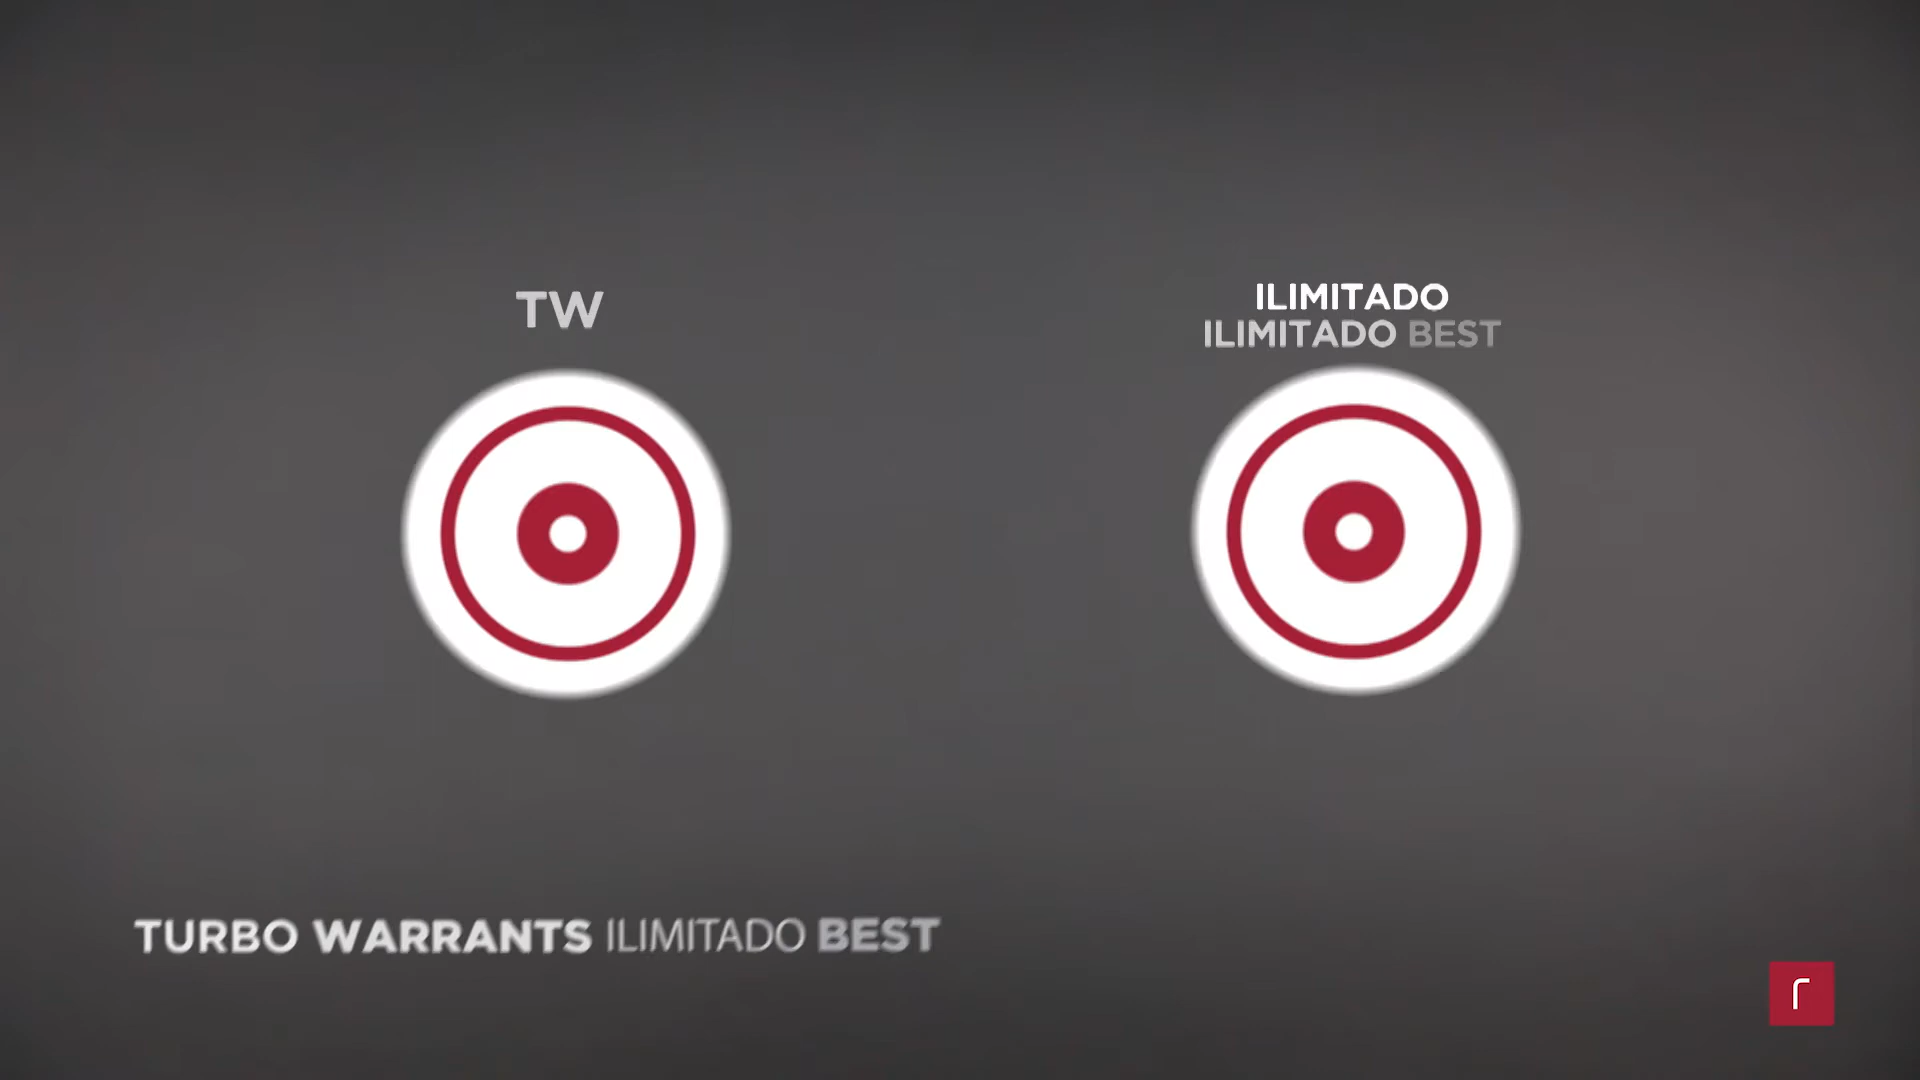 TW
ILIMITADO
ILIMITADO BEST
TURBO WARRANTS ILIMITADO BEST
r